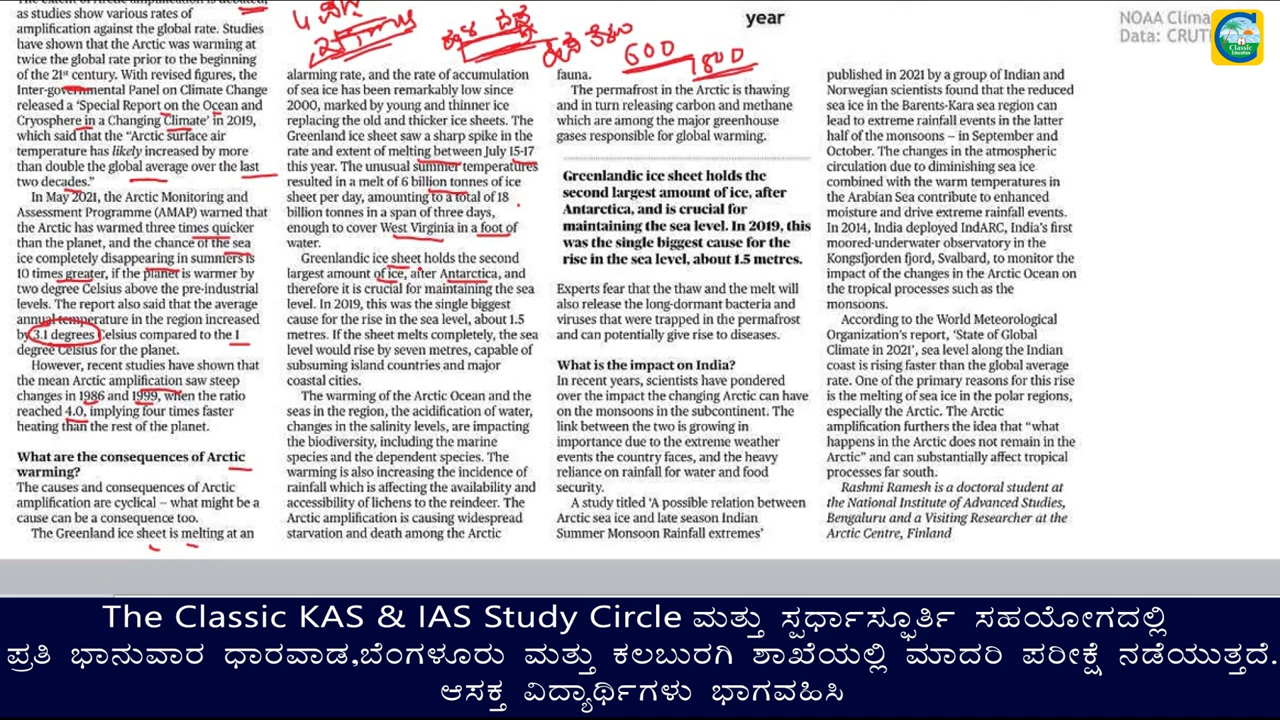 year
NOAA Clima
Data: CRUT
Classic
Education
600
1800
The extent of Arctic amplification is debated,
as studies show various rates of
amplification against the global rate. Studies
have shown that the Arctic was warming at
twice the global rate prior to the beginning
of the 21st century. With revised figures, the
Inter-governmental Panel on Climate Change
released a ‘Special Report on the Ocean and
Cryosphere in a Changing Climate’ in 2019,
which said that the “Arctic surface air
temperature has likely increased by more
than double the global average over the last
two decades.”
In May 2021, the Arctic Monitoring and
Assessment Programme (AMAP) warned that
the Arctic has warmed three times quicker
than the planet, and the chance of the sea
ice completely disappearing in summers is
10 times greater, if the planet is warmer by
two degree Celsius above the pre-industrial
levels. The report also said that the average
annual temperature in the region increased
by 3.1 degrees Celsius compared to the 1
degree Celsius for the planet.
However, recent studies have shown that
the mean Arctic amplification saw steep
changes in 1986 and 1999, when the ratio
reached 4.0, implying four times faster
heating than the rest of the planet.
What are the consequences of Arctic
warming?
The causes and consequences of Arctic
amplification are cyclical — what might be a
cause can be a consequence too.
The Greenland ice sheet is melting at an
alarming rate, and the rate of accumulation
of sea ice has been remarkably low since
2000, marked by young and thinner ice
replacing the old and thicker ice sheets. The
Greenland ice sheet saw a sharp spike in the
rate and extent of melting between July 15-17
this year. The unusual summer temperatures
resulted in a melt of 6 billion tonnes of ice
sheet per day, amounting to a total of 18
billion tonnes in a span of three days,
enough to cover West Virginia in a foot of
water.
Greenlandic ice sheet holds the second
largest amount of ice, after Antarctica, and
therefore it is crucial for maintaining the sea
level. In 2019, this was the single biggest
cause for the rise in the sea level, about 1.5
metres. If the sheet melts completely, the sea
level would rise by seven metres, capable of
subsuming island countries and major
coastal cities.
The warming of the Arctic Ocean and the
seas in the region, the acidification of water,
changes in the salinity levels, are impacting
the biodiversity, including the marine
species and the dependent species. The
warming is also increasing the incidence of
rainfall which is affecting the availability and
accessibility of lichens to the reindeer. The
Arctic amplification is causing widespread
starvation and death among the Arctic
fauna.
The permafrost in the Arctic is thawing
and in turn releasing carbon and methane
which are among the major greenhouse
gases responsible for global warming.
Greenlandic ice sheet holds the
second largest amount of ice, after
Antarctica, and is crucial for
maintaining the sea level. In 2019, this
was the single biggest cause for the
rise in the sea level, about 1.5 metres.
Experts fear that the thaw and the melt will
also release the long-dormant bacteria and
viruses that were trapped in the permafrost
and can potentially give rise to diseases.
What is the impact on India?
In recent years, scientists have pondered
over the impact the changing Arctic can have
on the monsoons in the subcontinent. The
link between the two is growing in
importance due to the extreme weather
events the country faces, and the heavy
reliance on rainfall for water and food
security.
A study titled ‘A possible relation between
Arctic sea ice and late season Indian
Summer Monsoon Rainfall extremes’
published in 2021 by a group of Indian and
Norwegian scientists found that the reduced
sea ice in the Barents-Kara sea region can
lead to extreme rainfall events in the latter
half of the monsoons — in September and
October. The changes in the atmospheric
circulation due to diminishing sea ice
combined with the warm temperatures in
the Arabian Sea contribute to enhanced
moisture and drive extreme rainfall events.
In 2014, India deployed IndARC, India’s first
moored-underwater observatory in the
Kongsfjorden fjord, Svalbard, to monitor the
impact of the changes in the Arctic Ocean on
the tropical processes such as the
monsoons.
According to the World Meteorological
Organization’s report, ‘State of Global
Climate in 2021’, sea level along the Indian
coast is rising faster than the global average
rate. One of the primary reasons for this rise
is the melting of sea ice in the polar regions,
especially the Arctic. The Arctic
amplification furthers the idea that “what
happens in the Arctic does not remain in the
Arctic” and can substantially affect tropical
processes far south.
Rashmi Ramesh is a doctoral student at
the National Institute of Advanced Studies,
Bengaluru and a Visiting Researcher at the
Arctic Centre, Finland
The Classic KAS & IAS Study Circle ಮತ್ತು ಸ್ಪರ್ಧಾಸ್ಫೂರ್ತಿ ಸಹಯೋಗದಲ್ಲಿ
ಪ್ರತಿ ಭಾನುವಾರ ಧಾರವಾಡ,ಬೆಂಗಳೂರು ಮತ್ತು ಕಲಬುರಗಿ ಶಾಖೆಯಲ್ಲಿ ಮಾದರಿ ಪರೀಕ್ಷೆ ನಡೆಯುತ್ತದೆ.
ಆಸಕ್ತ ವಿದ್ಯಾರ್ಥಿಗಳು ಭಾಗವಹಿಸಿ